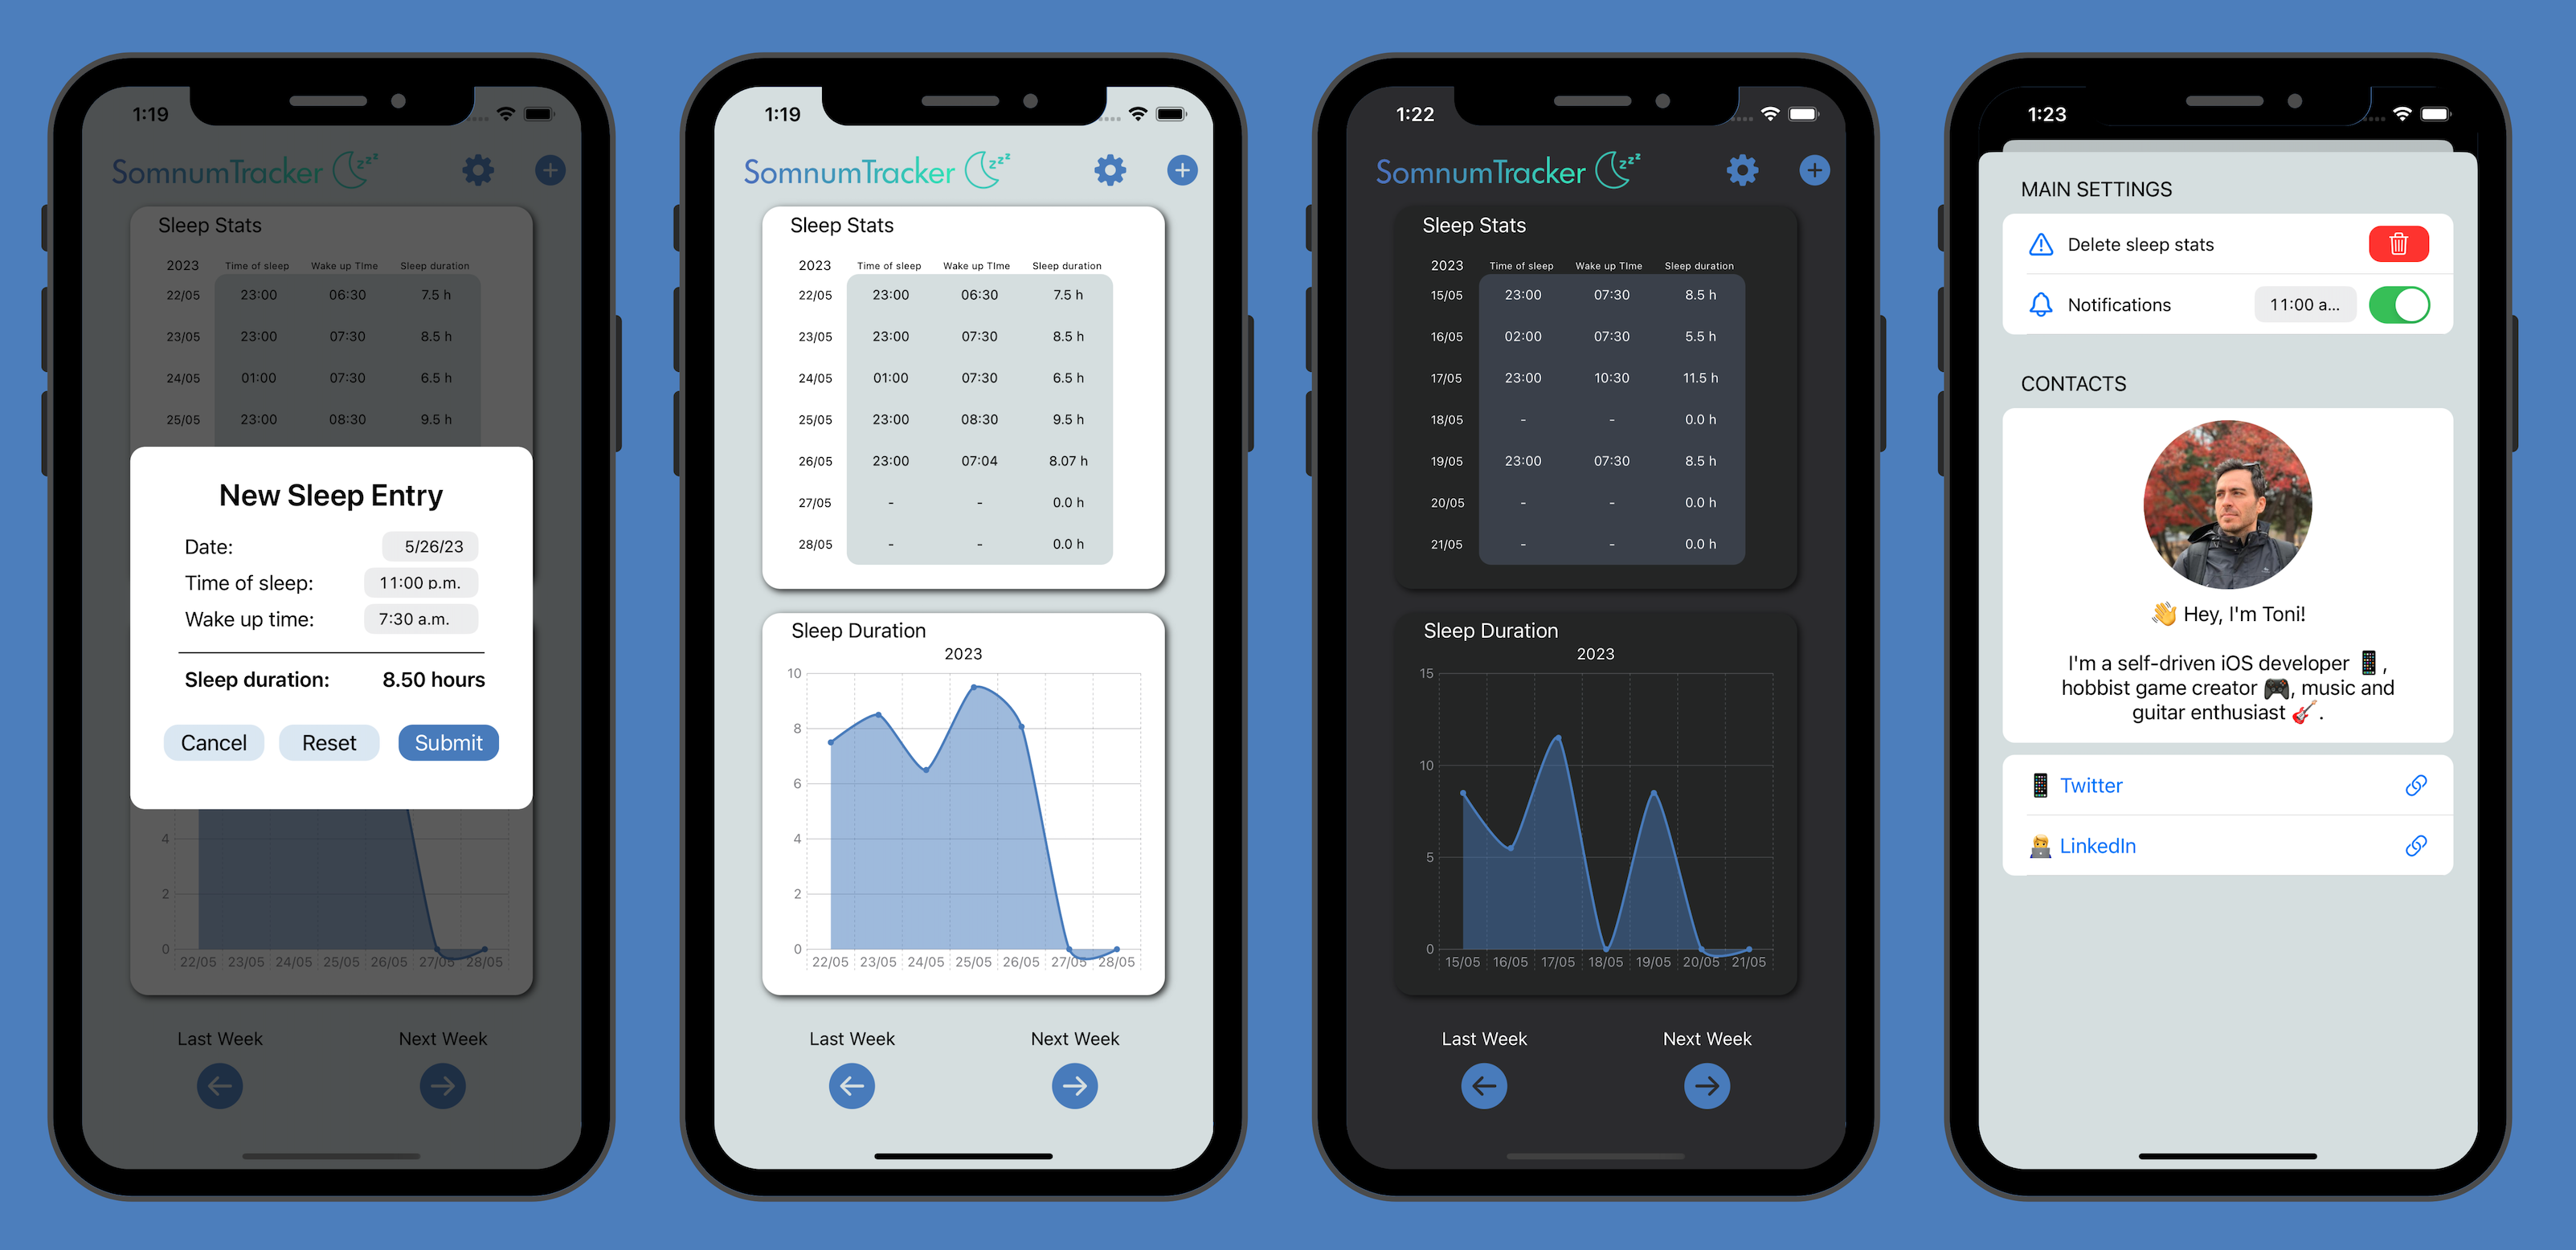 1:19
SomnumTracker zzz
Sleep Stats
2023 Time of sleep Wake up TIme Sleep duration
22/05 23:00 06:30 7.5 h
23/05 23:00 07:30 8.5 h
24/05 01:00 07:30 6.5 h
25/05 23:00 08:30 9.5 h
New Sleep Entry
Date: 5/26/23
Time of sleep: 11:00 p.m.
Wake up time: 7:30 a.m.
Sleep duration: 8.50 hours
Cancel Reset Submit
4
2
0
22/05 23/05 24/05 25/05 26/05 27/05 28/05
Last Week Next Week
1:19
SomnumTracker zzz
Sleep Stats
2023 Time of sleep Wake up TIme Sleep duration
22/05 23:00 06:30 7.5 h
23/05 23:00 07:30 8.5 h
24/05 01:00 07:30 6.5 h
25/05 23:00 08:30 9.5 h
26/05 23:00 07:04 8.07 h
27/05 - - 0.0 h
28/05 - - 0.0 h
Sleep Duration
2023
10
8
6
4
2
0
22/05 23/05 24/05 25/05 26/05 27/05 28/05
Last Week Next Week
1:22
SomnumTracker zzz
Sleep Stats
2023 Time of sleep Wake up TIme Sleep duration
15/05 23:00 07:30 8.5 h
16/05 02:00 07:30 5.5 h
17/05 23:00 10:30 11.5 h
18/05 - - 0.0 h
19/05 23:00 07:30 8.5 h
20/05 - - 0.0 h
21/05 - - 0.0 h
Sleep Duration
2023
15
10
5
0
15/05 16/05 17/05 18/05 19/05 20/05 21/05
Last Week Next Week
1:23
MAIN SETTINGS
Delete sleep stats
Notifications 11:00 a...
CONTACTS
👋 Hey, I'm Toni!
I'm a self-driven iOS developer 📱,
hobbist game creator 🎮, music and
guitar enthusiast 🎸.
📱 Twitter
🧑‍💻 LinkedIn